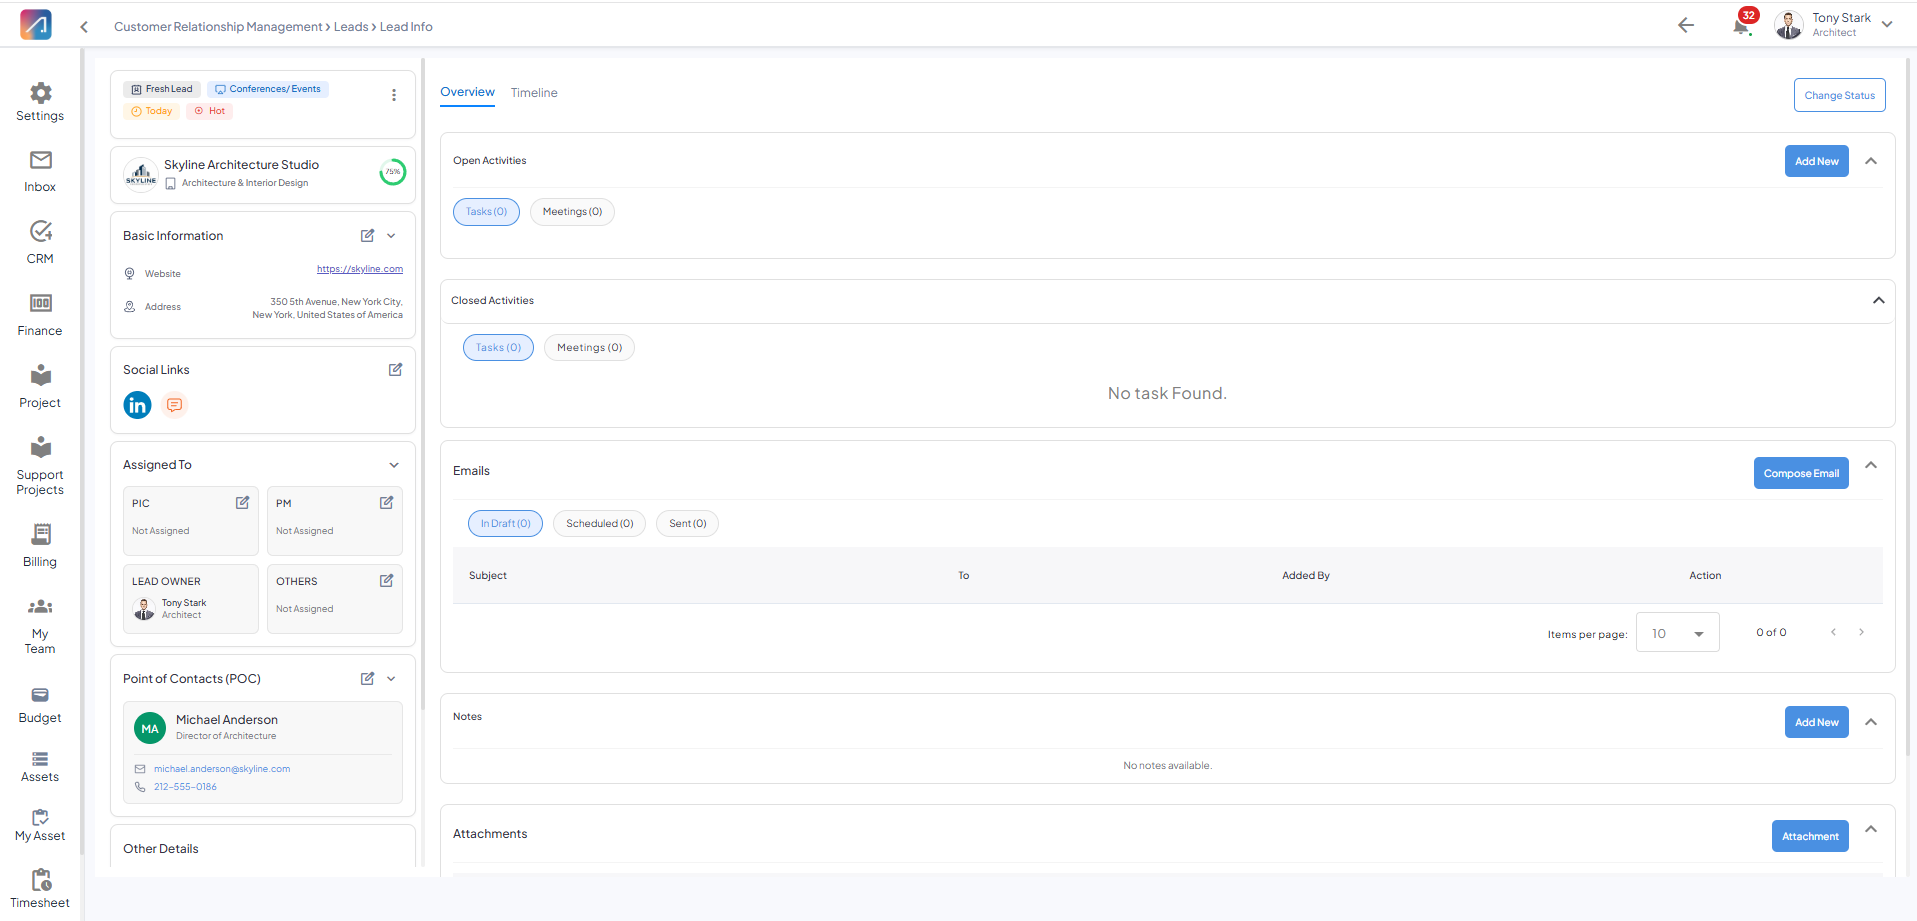 Customer Relationship Management › Leads › Lead Info
32
Tony Stark
Architect
Settings
Inbox
CRM
Finance
Project
Support
Projects
Billing
My
Team
Budget
Assets
My Asset
Timesheet
Fresh Lead
Conferences/ Events
Today
Hot
SKYLINE
Skyline Architecture Studio
Architecture & Interior Design
75%
Basic Information
Website
https://skyline.com
Address
350 5th Avenue, New York City,
New York, United States of America
Social Links
in
Assigned To
PIC
Not Assigned
PM
Not Assigned
LEAD OWNER
Tony Stark
Architect
OTHERS
Not Assigned
Point of Contacts (POC)
MA
Michael Anderson
Director of Architecture
michael.anderson@skyline.com
212-555-0186
Other Details
Overview
Timeline
Change Status
Open Activities
Add New
Tasks (0)
Meetings (0)
Closed Activities
Tasks (0)
Meetings (0)
No task Found.
Emails
Compose Email
In Draft (0)
Scheduled (0)
Sent (0)
Subject
To
Added By
Action
Items per page:
10
0 of 0
Notes
Add New
No notes available.
Attachments
Attachment